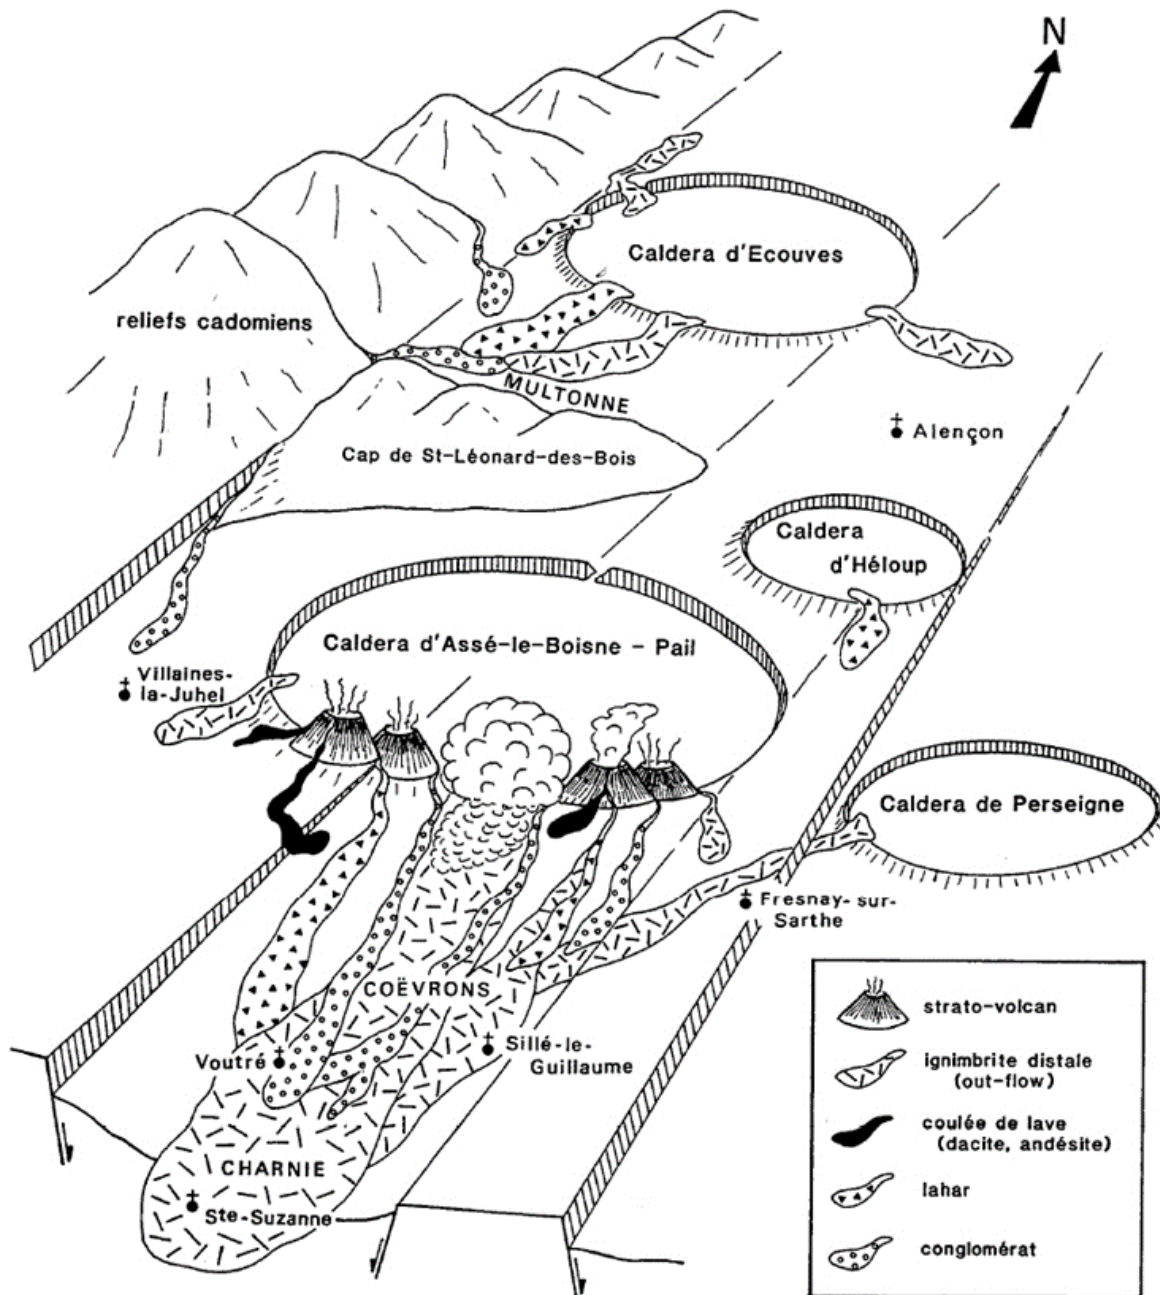 N
Caldera d'Ecouves
reliefs cadomiens
MULTONNE
Alençon
Cap de St-Léonard-des-Bois
Caldera
d'Héloup
Caldera d'Assé-le-Boisne - Pail
Villaines-
la-Juhel
Caldera de Perseigne
Fresnay-sur-
Sarthe
COËVRONS
Voutré
Sillé-le-
Guillaume
CHARNIE
Ste-Suzanne
strato-volcan
ignimbrite distale
(out-flow)
coulée de lave
(dacite, andésite)
lahar
conglomérat